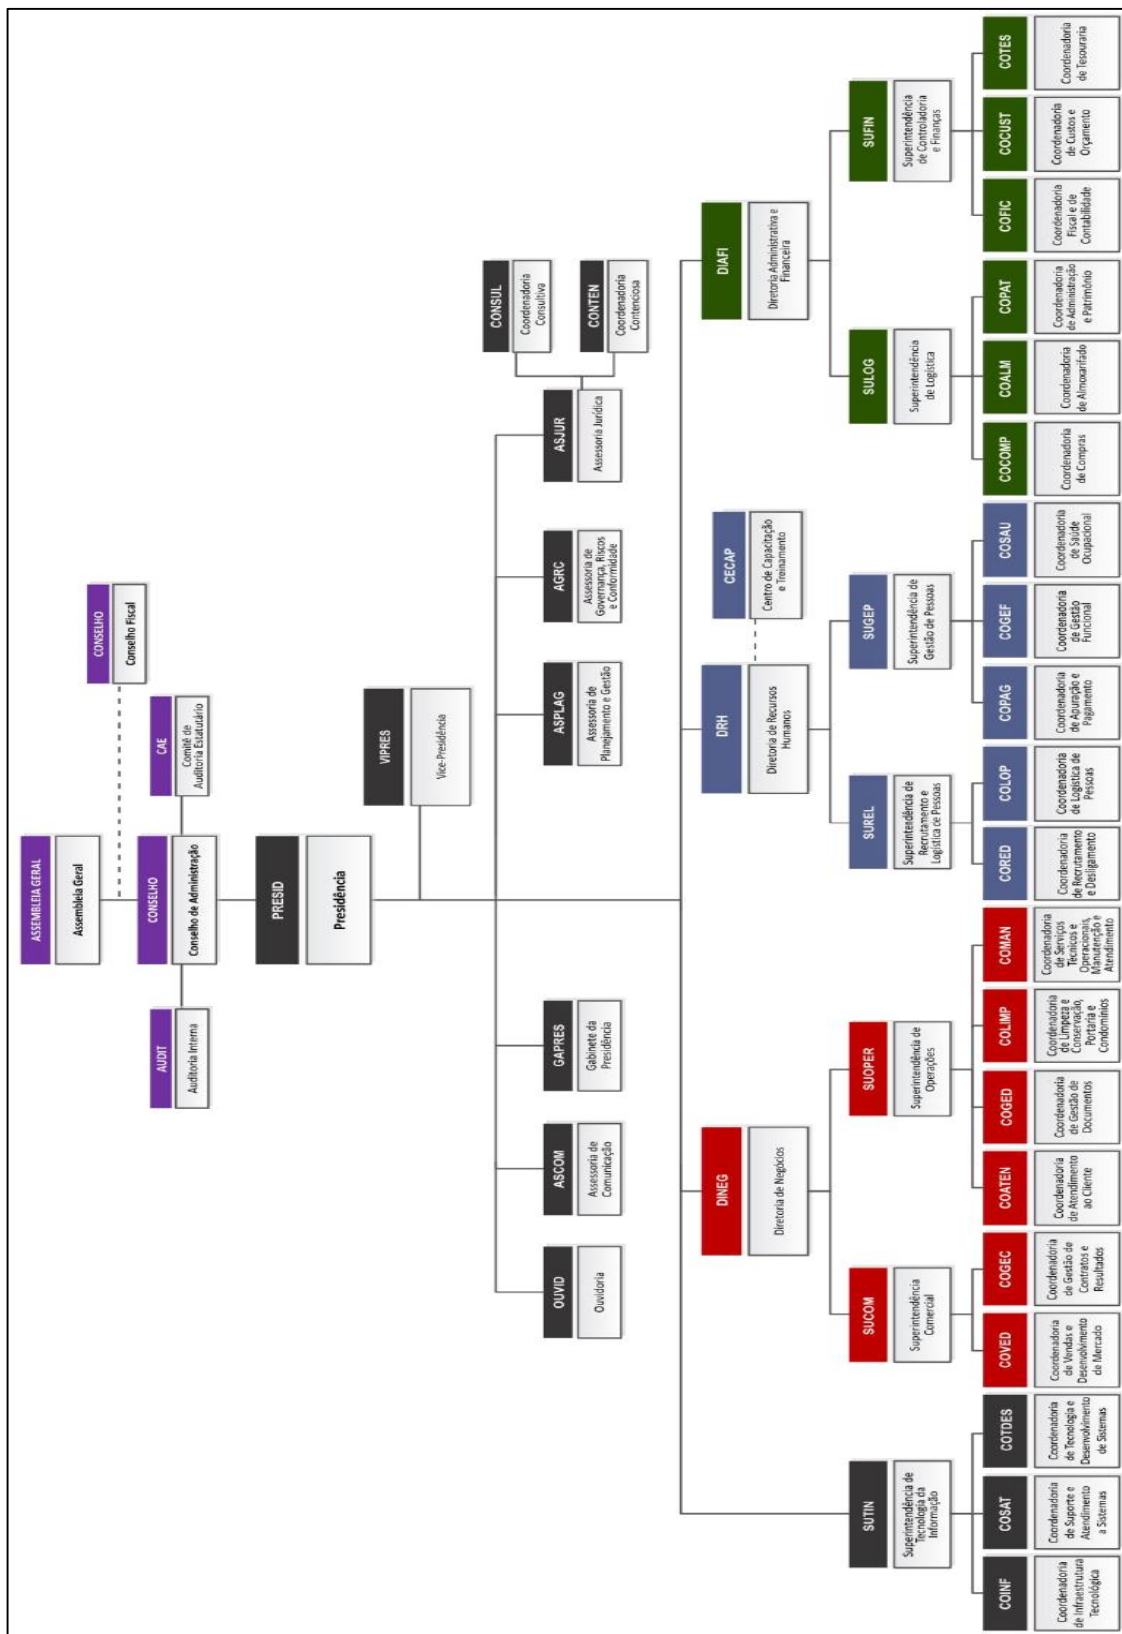 ASSEMBLEIA GERAL
Assembleia Geral
CONSELHO
Conselho Fiscal
AUDIT
Auditoria Interna
CONSELHO
Conselho de Administração
CAE
Comitê de
Auditoria Estatutário
PRESID
Presidência
VIPRES
Vice-Presidência
OUVID
Ouvidoria
ASCOM
Assessoria de
Comunicação
GAPRES
Gabinete da
Presidência
ASPLAG
Assessoria de
Planejamento e Gestão
AGRC
Assessoria de
Governança, Riscos
e Conformidade
ASJUR
Assessoria Jurídica
CONSUL
Coordenadoria
Consultiva
CONTEN
Coordenadoria
Contenciosa
DINEG
Diretoria de Negócios
DRH
Diretoria de Recursos
Humanos
CECAP
Centro de Capacitação
e Treinamento
DIAFI
Diretoria Administrativa e
Financeira
SUTIN
Superintendência de
Tecnologia da
Informação
SUCOM
Superintendência
Comercial
SUOPER
Superintendência de
Operações
SUREL
Superintendência de
Recrutamento e
Logística de Pessoas
SUGEP
Superintendência de
Gestão de Pessoas
SULOG
Superintendência
de Logística
SUFIN
Superintendência
de Controladoria
e Finanças
COINF
Coordenadoria
de Infraestrutura
Tecnológica
COSAT
Coordenadoria
de Suporte e
Atendimento
a Sistemas
COTDES
Coordenadoria
de Tecnologia e
Desenvolvimento
de Sistemas
COVED
Coordenadoria
de Vendas e
Desenvolvimento
de Mercado
COGEC
Coordenadoria
de Gestão de
Contratos e
Resultados
COATEN
Coordenadoria
de Atendimento
ao Cliente
COGED
Coordenadoria
de Gestão de
Documentos
COLIMP
Coordenadoria
de Limpeza e
Conservação,
Portaria e
Condomínios
COMAN
Coordenadoria
de Serviços
Técnicos e
Operacionais,
Manutenção e
Atendimento
CORED
Coordenadoria
de Recrutamento
e Desligamento
COLOP
Coordenadoria
de Logística de
Pessoas
COPAG
Coordenadoria
de Apuração e
Pagamento
COGEF
Coordenadoria
de Gestão
Funcional
COSAU
Coordenadoria
de Saúde
Ocupacional
COCOMP
Coordenadoria
de Compras
COALM
Coordenadoria
de Almoxarifado
COPAT
Coordenadoria
de Administração
e Patrimônio
COFIC
Coordenadoria
Fiscal e de
Contabilidade
COCUST
Coordenadoria
de Custos e
Orçamento
COTES
Coordenadoria
de Tesouraria